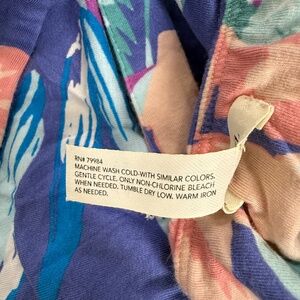 RN# 79984
MACHINE WASH COLD-WITH SIMILAR COLORS.
GENTLE CYCLE. ONLY NON-CHLORINE BLEACH
WHEN NEEDED. TUMBLE DRY LOW. WARM IRON
AS NEEDED.